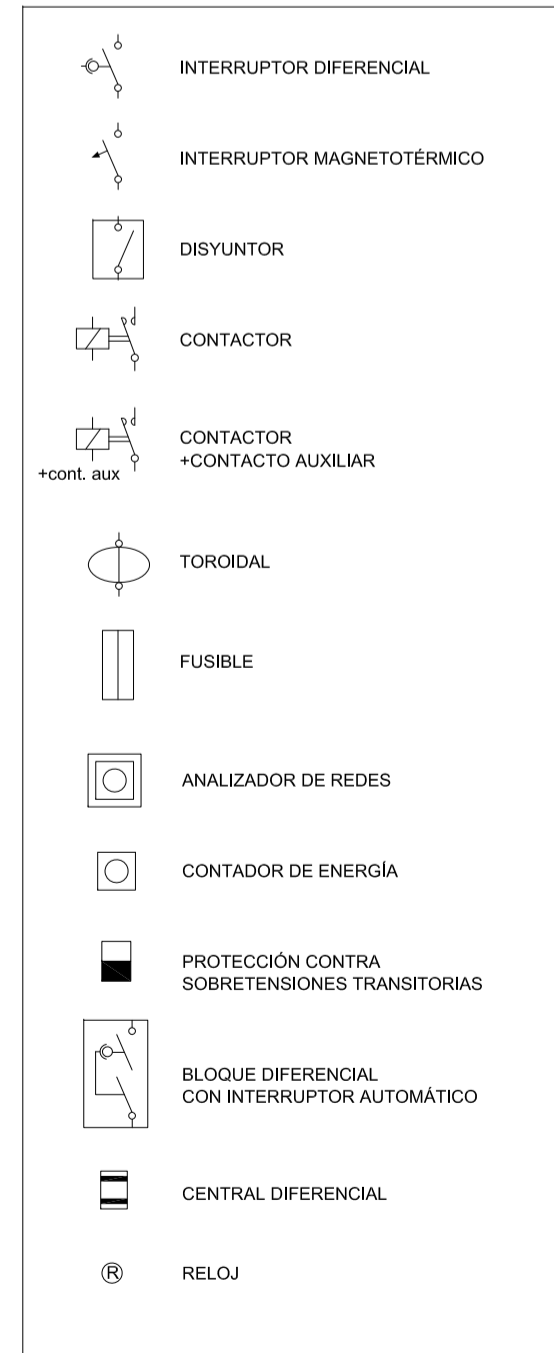 INTERRUPTOR DIFERENCIAL
INTERRUPTOR MAGNETOTÉRMICO
DISYUNTOR
CONTACTOR
CONTACTOR
+CONTACTO AUXILIAR
+cont. aux
TOROIDAL
FUSIBLE
ANALIZADOR DE REDES
CONTADOR DE ENERGÍA
PROTECCIÓN CONTRA
SOBRETENSIONES TRANSITORIAS
BLOQUE DIFERENCIAL
CON INTERRUPTOR AUTOMÁTICO
CENTRAL DIFERENCIAL
R RELOJ